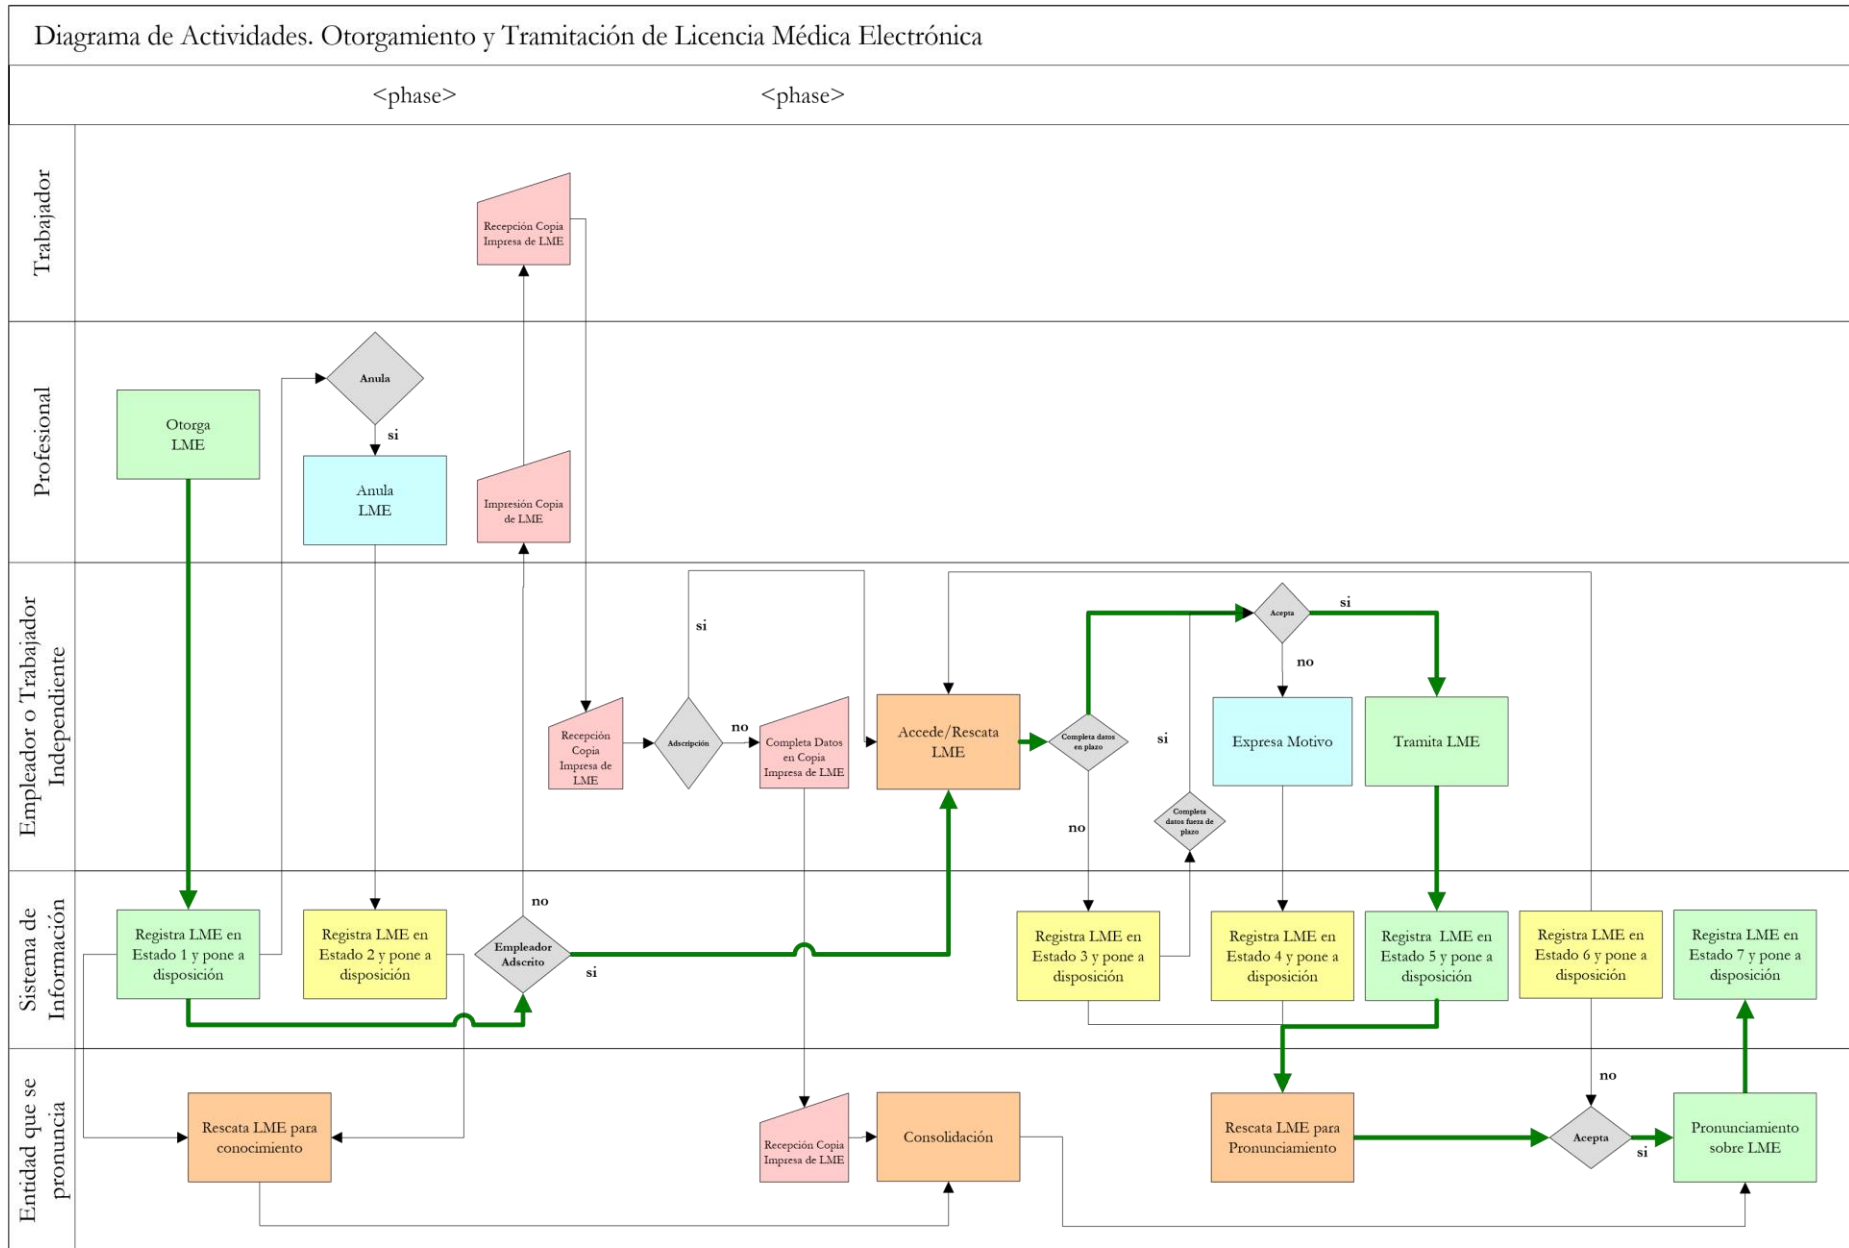 Diagrama de Actividades. Otorgamiento y Tramitación de Licencia Médica Electrónica
<phase>
<phase>
Trabajador
Recepción Copia
Impresa de LME
Profesional
Otorga
LME
Anula
si
Anula
LME
Impresión Copia
de LME
Empleador o Trabajador
Independiente
Recepción
Copia
Impresa de
LME
Adscripción
si
no
Completa Datos
en Copia
Impresa de LME
Accede/Rescata
LME
Completa datos
en plazo
no
si
Completa
datos fuera de
plazo
Acepta
si
no
Expresa Motivo
Tramita LME
Sistema de
Información
Registra LME en
Estado 1 y pone a
disposición
Registra LME en
Estado 2 y pone a
disposición
no
Empleador
Adscrito
si
Registra LME en
Estado 3 y pone a
disposición
Registra LME en
Estado 4 y pone a
disposición
Registra LME en
Estado 5 y pone a
disposición
Registra LME en
Estado 6 y pone a
disposición
Registra LME en
Estado 7 y pone a
disposición
Entidad que se
pronuncia
Rescata LME para
conocimiento
Recepción Copia
Impresa de LME
Consolidación
Rescata LME para
Pronunciamiento
no
Acepta
si
Pronunciamiento
sobre LME